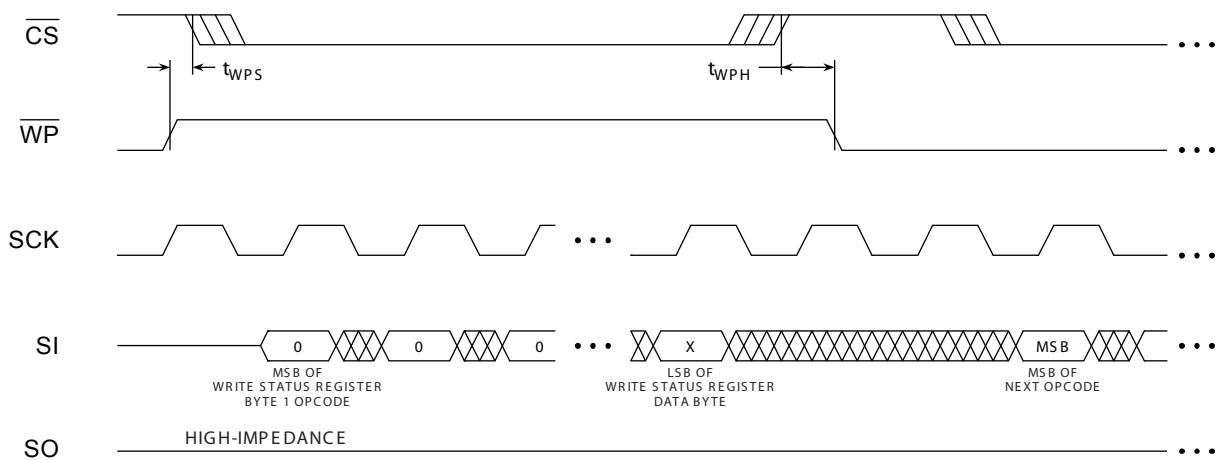 CS
tWPS
tWPH
WP
SCK
SI
0
0
0
X
MSB
MSB OF
WRITE STATUS REGISTER
BYTE 1 OPCODE
LSB OF
WRITE STATUS REGISTER
DATA BYTE
MSB OF
NEXT OPCODE
SO
HIGH-IMPEDANCE